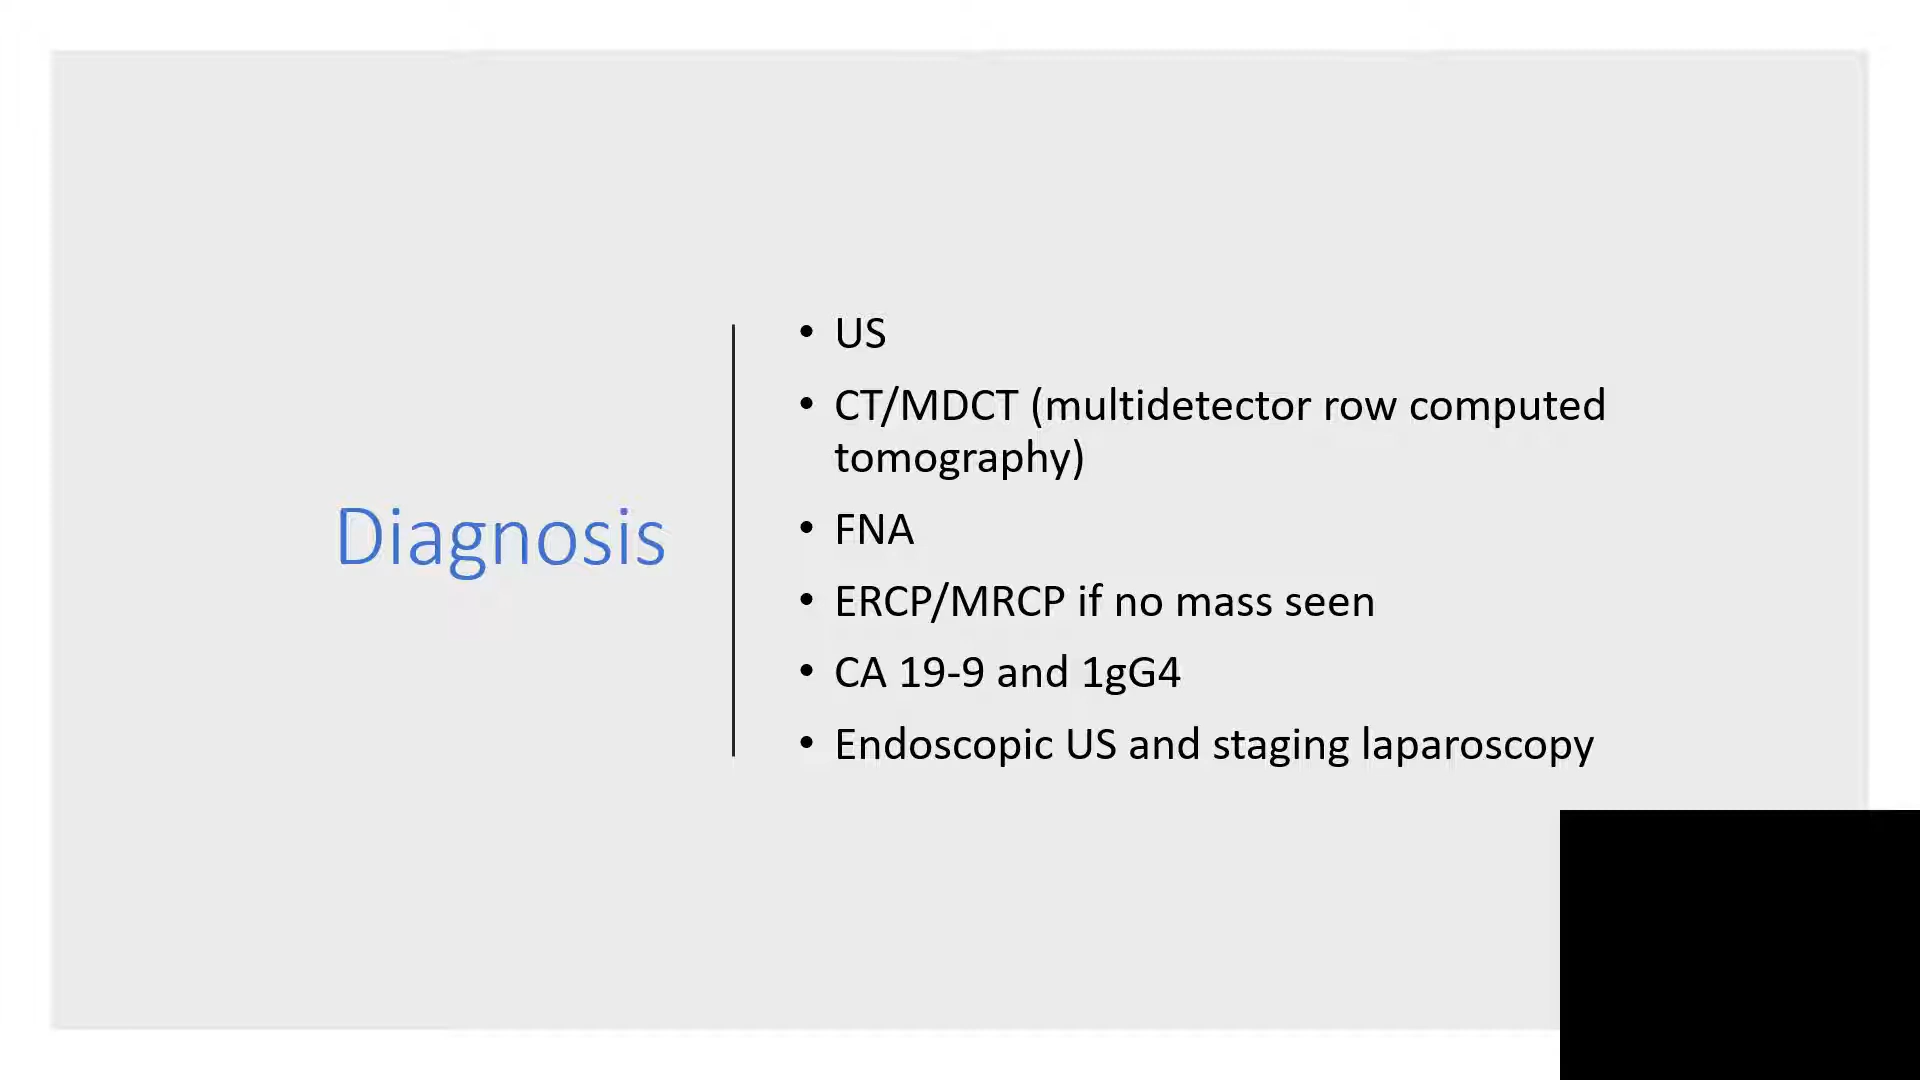 Diagnosis
• US
• CT/MDCT (multidetector row computed
tomography)
• FNA
• ERCP/MRCP if no mass seen
• CA 19-9 and 1gG4
• Endoscopic US and staging laparoscopy